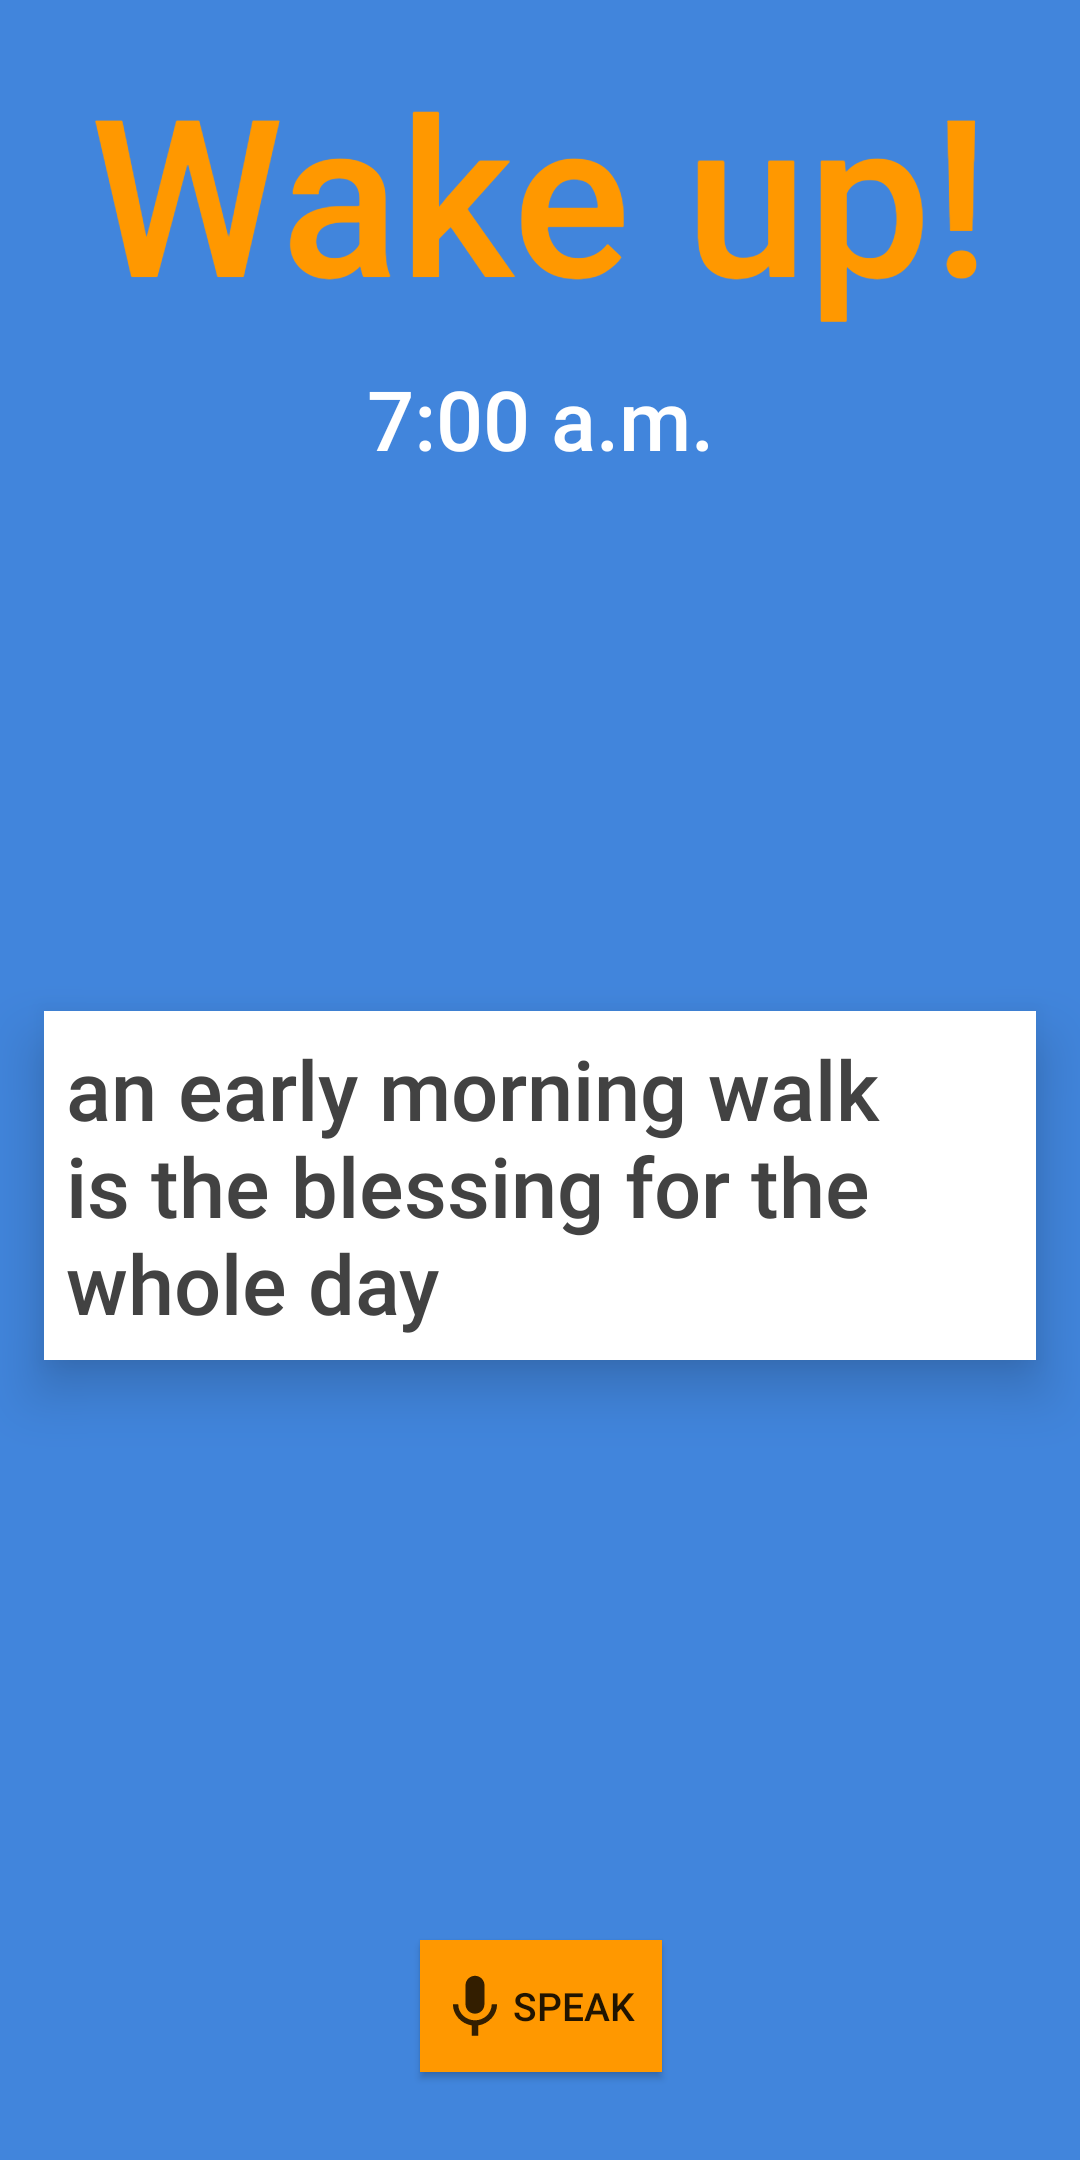 Wake up!
7:00 a.m.
an early morning walk
is the blessing for the
whole day
SPEAK